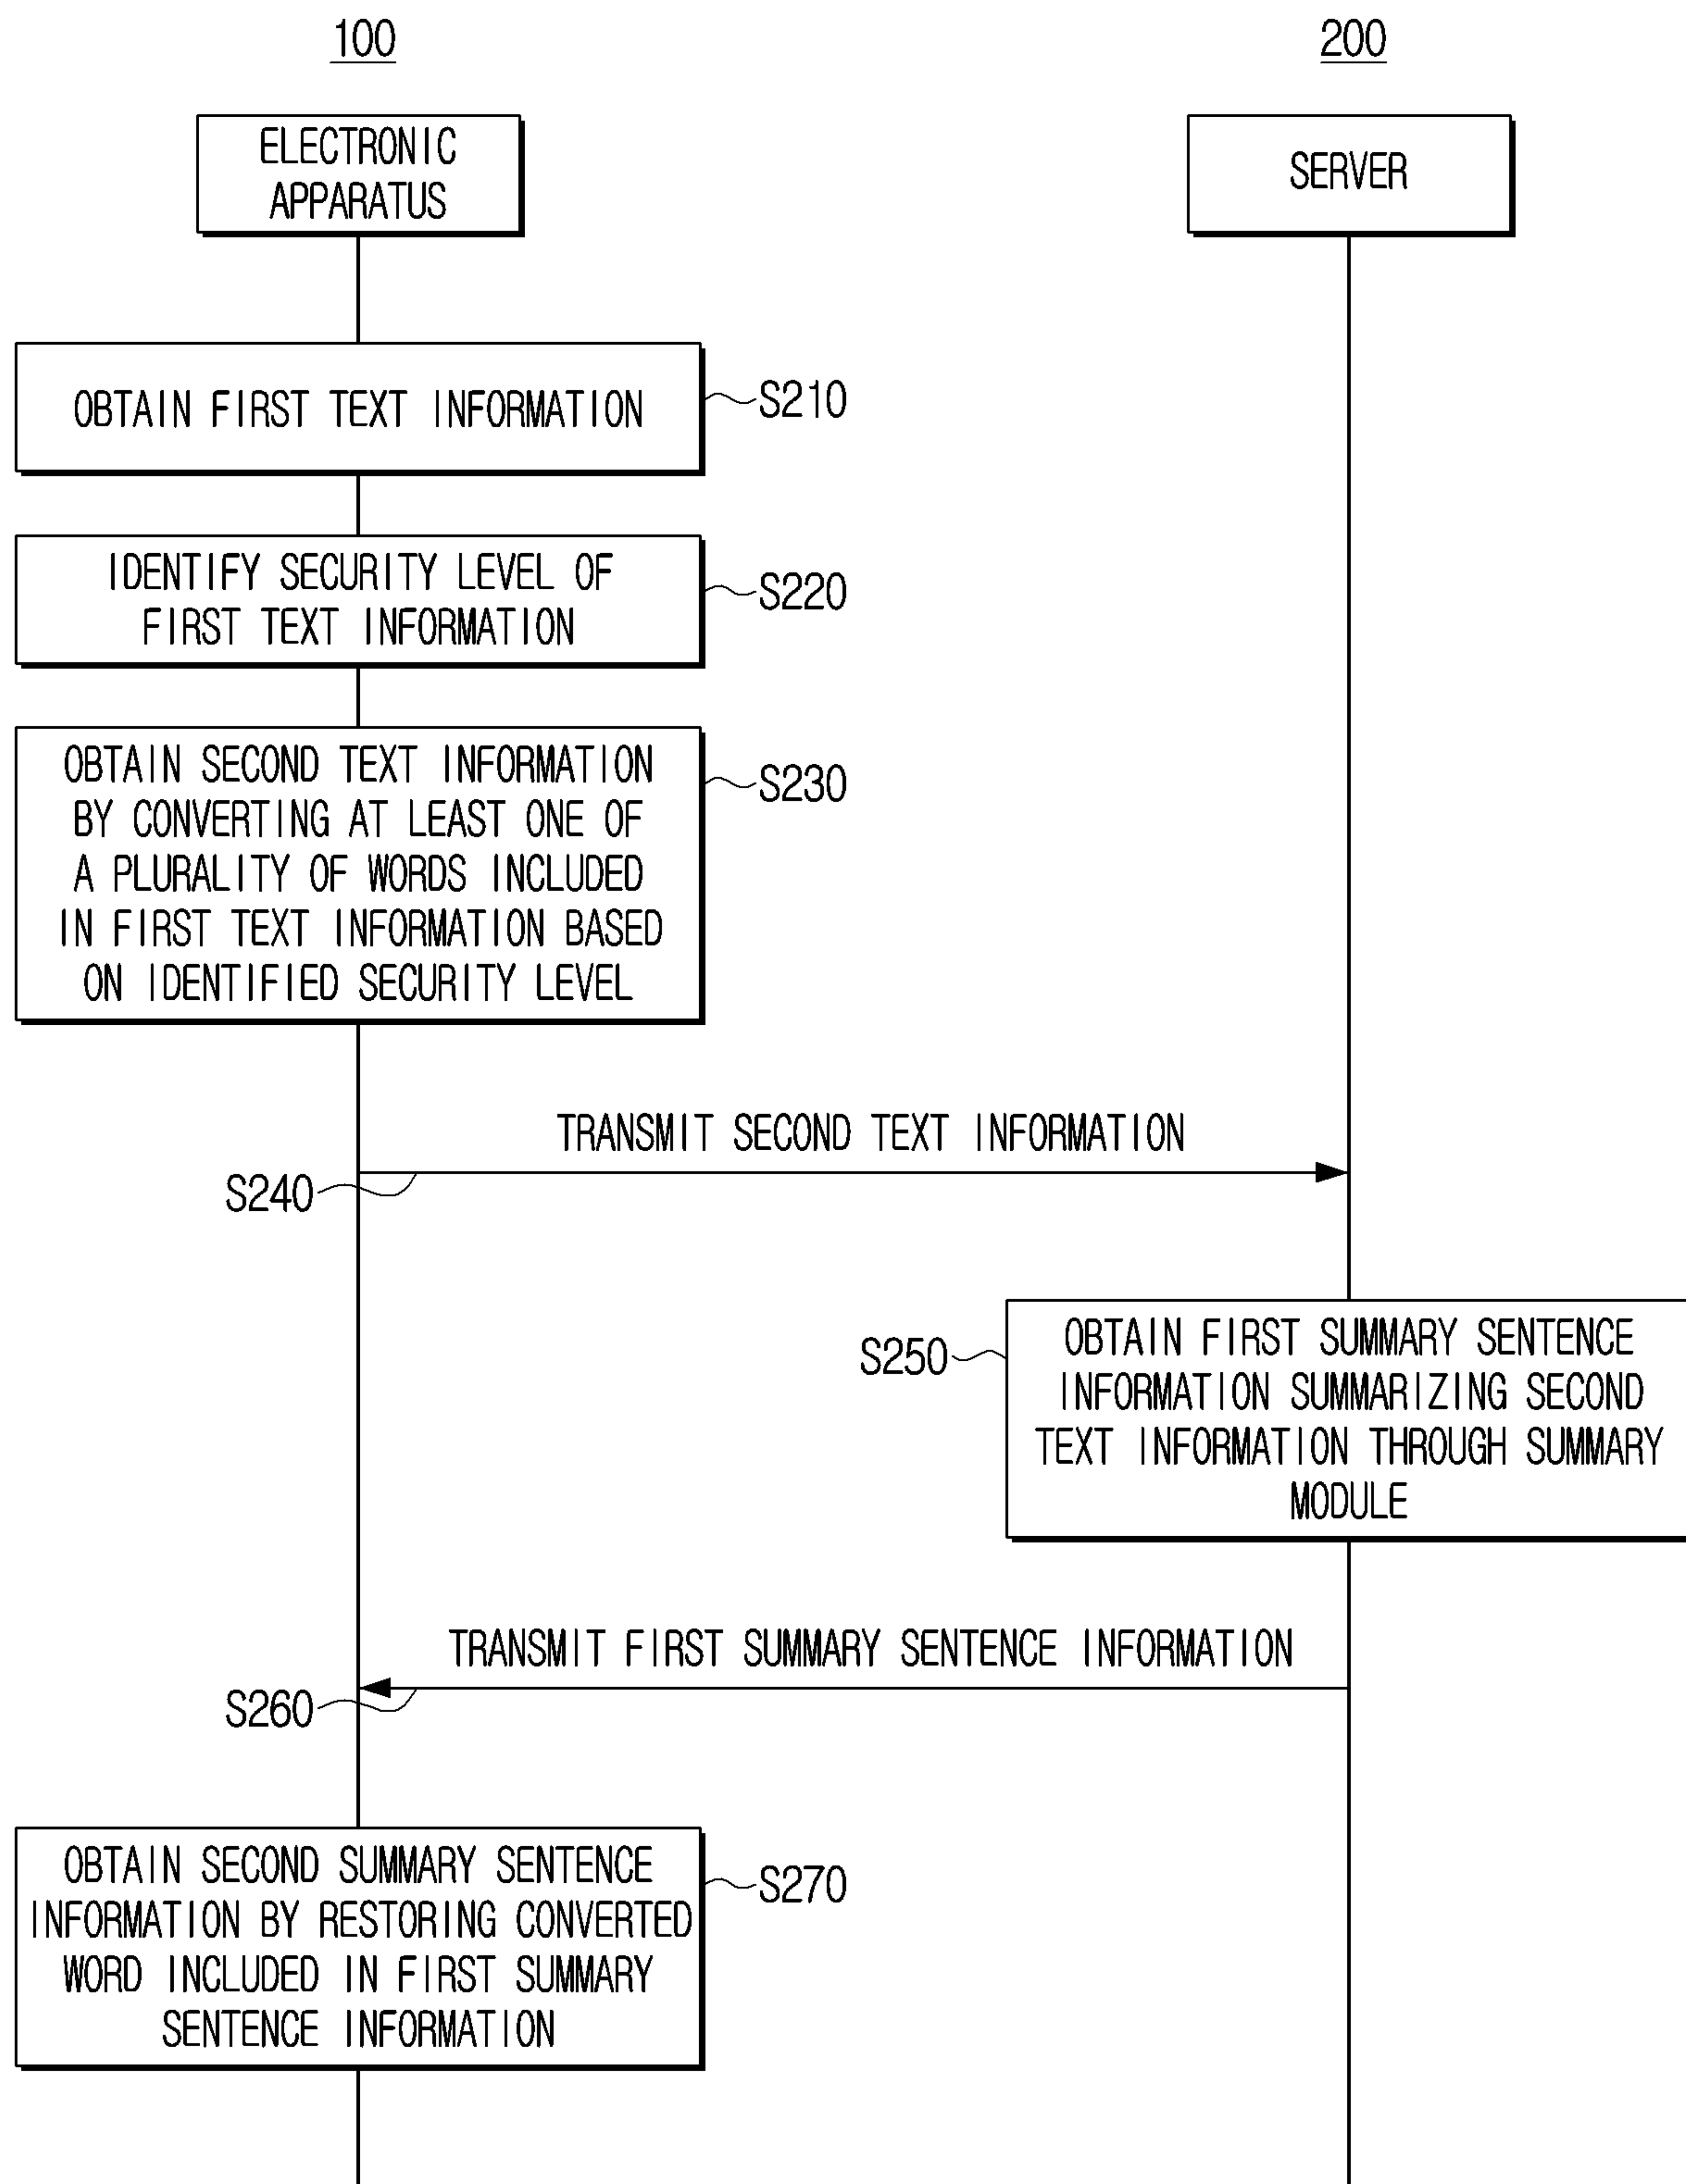 100
200
ELECTRONIC
APPARATUS
SERVER
OBTAIN FIRST TEXT INFORMATION
S210
IDENTIFY SECURITY LEVEL OF
FIRST TEXT INFORMATION
S220
OBTAIN SECOND TEXT INFORMATION
BY CONVERTING AT LEAST ONE OF
A PLURALITY OF WORDS INCLUDED
IN FIRST TEXT INFORMATION BASED
ON IDENTIFIED SECURITY LEVEL
S230
TRANSMIT SECOND TEXT INFORMATION
S240
S250
OBTAIN FIRST SUMMARY SENTENCE
INFORMATION SUMMARIZING SECOND
TEXT INFORMATION THROUGH SUMMARY
MODULE
TRANSMIT FIRST SUMMARY SENTENCE INFORMATION
S260
OBTAIN SECOND SUMMARY SENTENCE
INFORMATION BY RESTORING CONVERTED
WORD INCLUDED IN FIRST SUMMARY
SENTENCE INFORMATION
S270